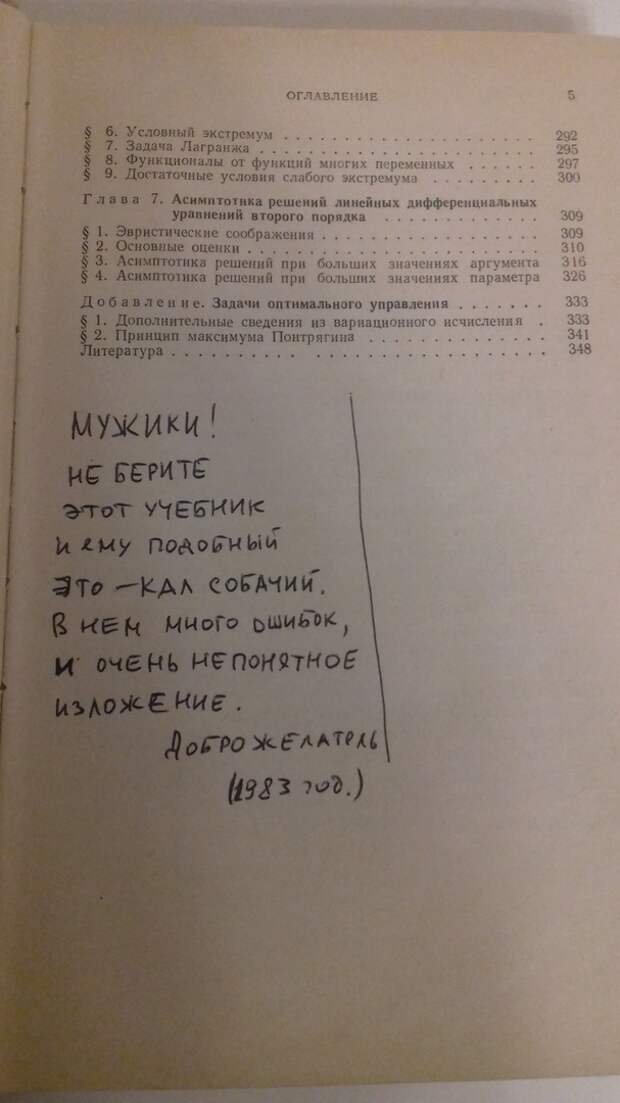 ОГЛАВЛЕНИЕ 5
§ 6. Условный экстремум . . . . . . . . . . . . . . . . . . 292
§ 7. Задача Лагранжа . . . . . . . . . . . . . . . . . . . . 295
§ 8. Функционалы от функций многих переменных . . . . . . 297
§ 9. Достаточные условия слабого экстремума . . . . . . . . 300
Глава 7. Асимптотика решений линейных дифференциальных
уравнений второго порядка . . . . . . . . . . . . 309
§ 1. Эвристические соображения . . . . . . . . . . . . . . . 309
§ 2. Основные оценки . . . . . . . . . . . . . . . . . . . . 310
§ 3. Асимптотика решений при больших значениях аргумента 316
§ 4. Асимптотика решений при больших значениях параметра 326
Добавление. Задачи оптимального управления . . . . . . . 333
§ 1. Дополнительные сведения из вариационного исчисления . 333
§ 2. Принцип максимума Понтрягина . . . . . . . . . . . . . 341
Литература . . . . . . . . . . . . . . . . . . . . . . . . 348
МУЖИКИ!
НЕ БЕРИТЕ
ЭТОТ УЧЕБНИК
И ЕМУ ПОДОБНЫЙ
ЭТО – КАЛ СОБАЧИЙ.
В НЕМ МНОГО ОШИБОК,
И ОЧЕНЬ НЕПОНЯТНОЕ
ИЗЛОЖЕНИЕ.
ДОБРОЖЕЛАТЕЛЬ
(1983 год.)